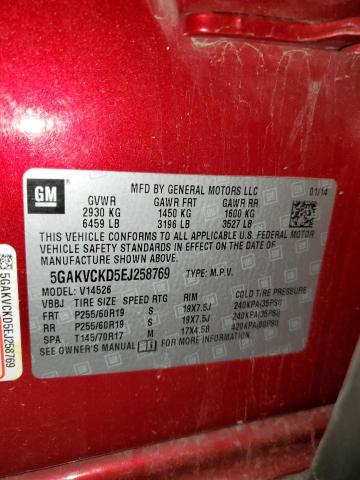 GM
MFD BY GENERAL MOTORS LLC 01/14
GVWR GAWR FRT GAWR RR
2930 KG 1450 KG 1600 KG
6459 LB 3196 LB 3527 LB
THIS VEHICLE CONFORMS TO ALL APPLICABLE U.S. FEDERAL MOTOR
VEHICLE SAFETY STANDARDS IN EFFECT ON THE DATE OF
MANUFACTURE SHOWN ABOVE.
5GAKVCKD5EJ258769 TYPE: M.P.V.
MODEL: V14526
VBBJ TIRE SIZE SPEED RTG RIM COLD TIRE PRESSURE
FRT P255/60R19 S 19X7.5J 240KPA(35PSI)
RR P255/60R19 S 19X7.5J 240KPA(35PSI)
SPA T145/70R17 M 17X4.5B 420KPA(60PSI)
SEE OWNER'S MANUAL FOR MORE INFORMATION.
5GAKVCKD5EJ258769